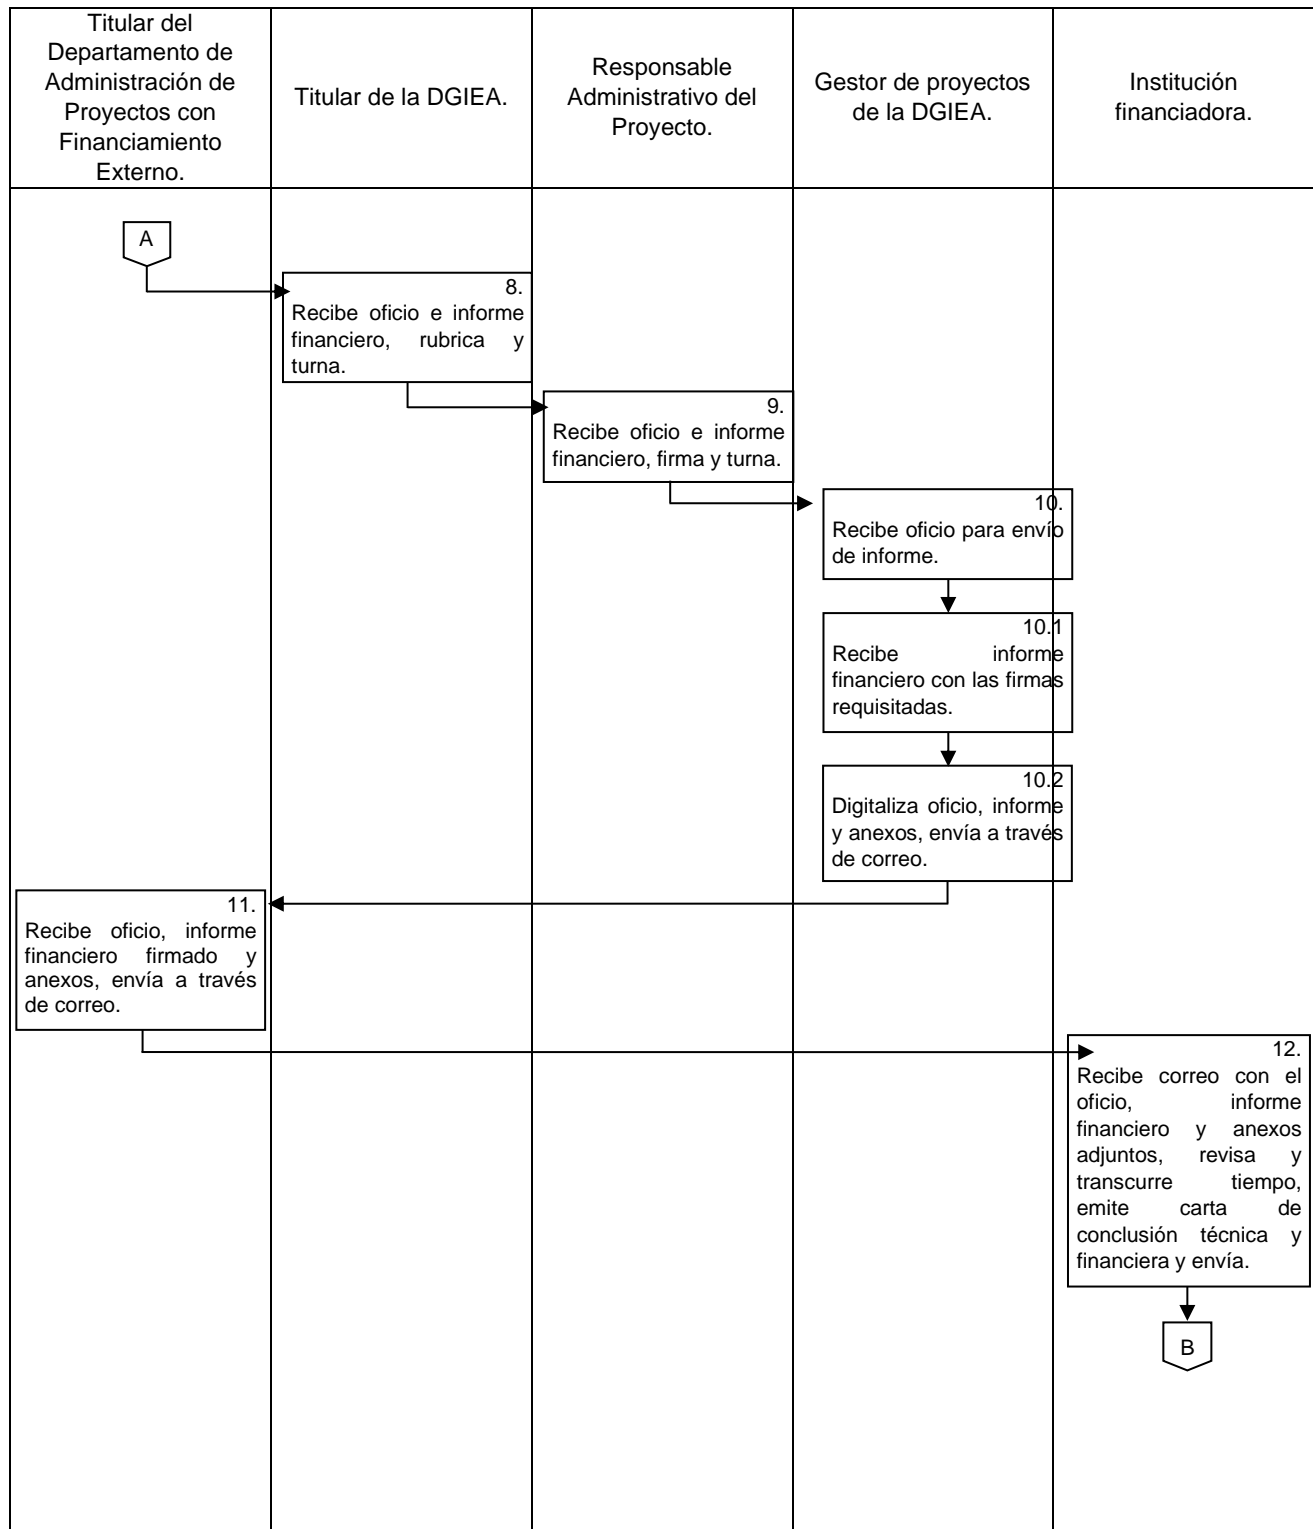 Titular del
Departamento de
Administración de
Proyectos con
Financiamiento
Externo.
Titular de la DGIEA.
Responsable
Administrativo del
Proyecto.
Gestor de proyectos
de la DGIEA.
Institución
financiadora.
A
8.
Recibe oficio e informe
financiero, rubrica y
turna.
9.
Recibe oficio e informe
financiero, firma y turna.
10.
Recibe oficio para envío
de informe.
10.1
Recibe informe
financiero con las firmas
requisitadas.
10.2
Digitaliza oficio, informe
y anexos, envía a través
de correo.
11.
Recibe oficio, informe
financiero firmado y
anexos, envía a través
de correo.
12.
Recibe correo con el
oficio, informe
financiero y anexos
adjuntos, revisa y
transcurre tiempo,
emite carta de
conclusión técnica y
financiera y envía.
B